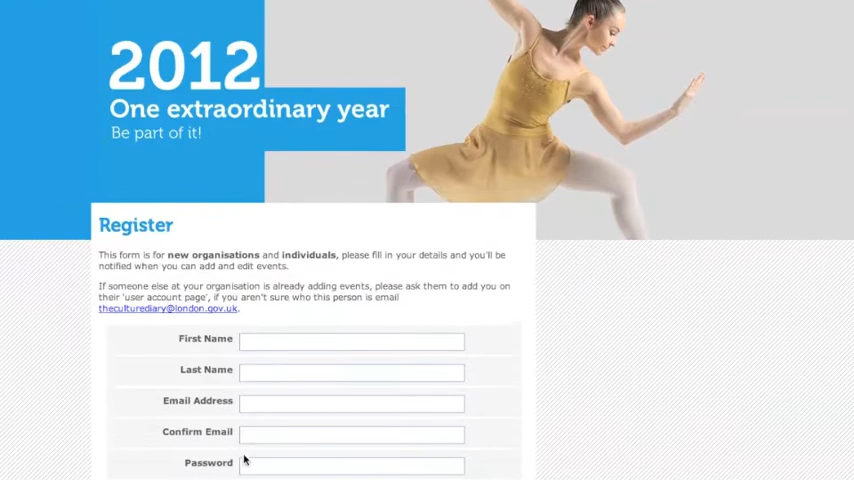 2012
One extraordinary year
Be part of it!
Register
This form is for new organisations and individuals, please fill in your details and you'll be
notified when you can add and edit events.
If someone else at your organisation is already adding events, please ask them to add you on
their 'user account page', if you aren't sure who this person is email
theculturediary@london.gov.uk.
First Name
Last Name
Email Address
Confirm Email
Password